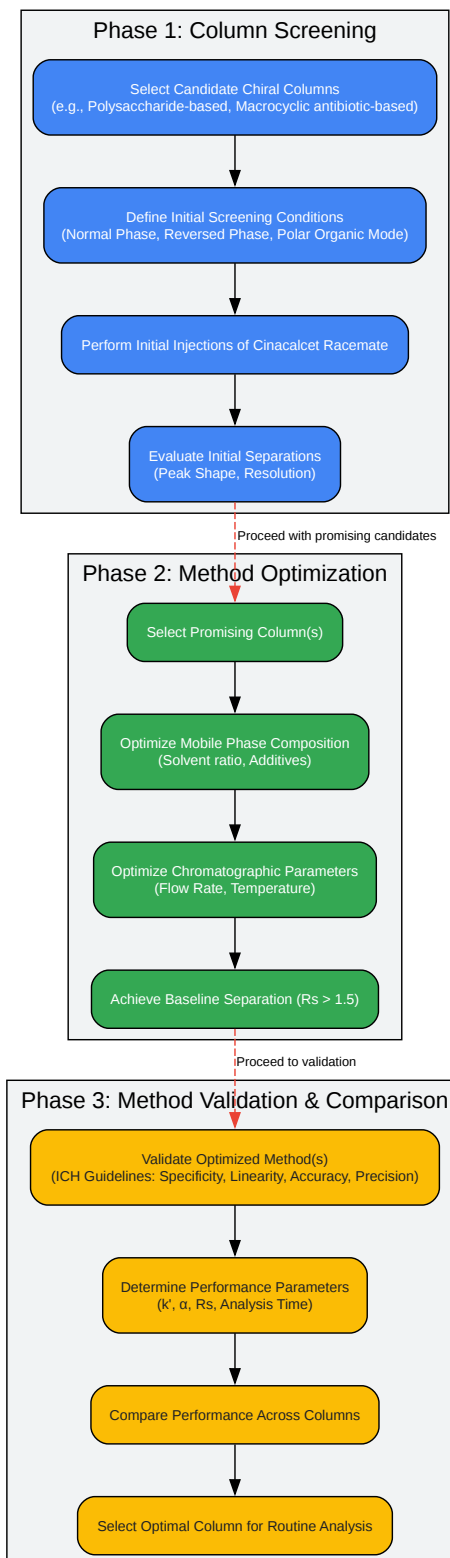 Phase 1: Column Screening
Select Candidate Chiral Columns
(e.g., Polysaccharide-based, Macrocyclic antibiotic-based)
Define Initial Screening Conditions
(Normal Phase, Reversed Phase, Polar Organic Mode)
Perform Initial Injections of Cinacalcet Racemate
Evaluate Initial Separations
(Peak Shape, Resolution)
Proceed with promising candidates
Phase 2: Method Optimization
Select Promising Column(s)
Optimize Mobile Phase Composition
(Solvent ratio, Additives)
Optimize Chromatographic Parameters
(Flow Rate, Temperature)
Achieve Baseline Separation (Rs > 1.5)
Proceed to validation
Phase 3: Method Validation & Comparison
Validate Optimized Method(s)
(ICH Guidelines: Specificity, Linearity, Accuracy, Precision)
Determine Performance Parameters
(k', α, Rs, Analysis Time)
Compare Performance Across Columns
Select Optimal Column for Routine Analysis